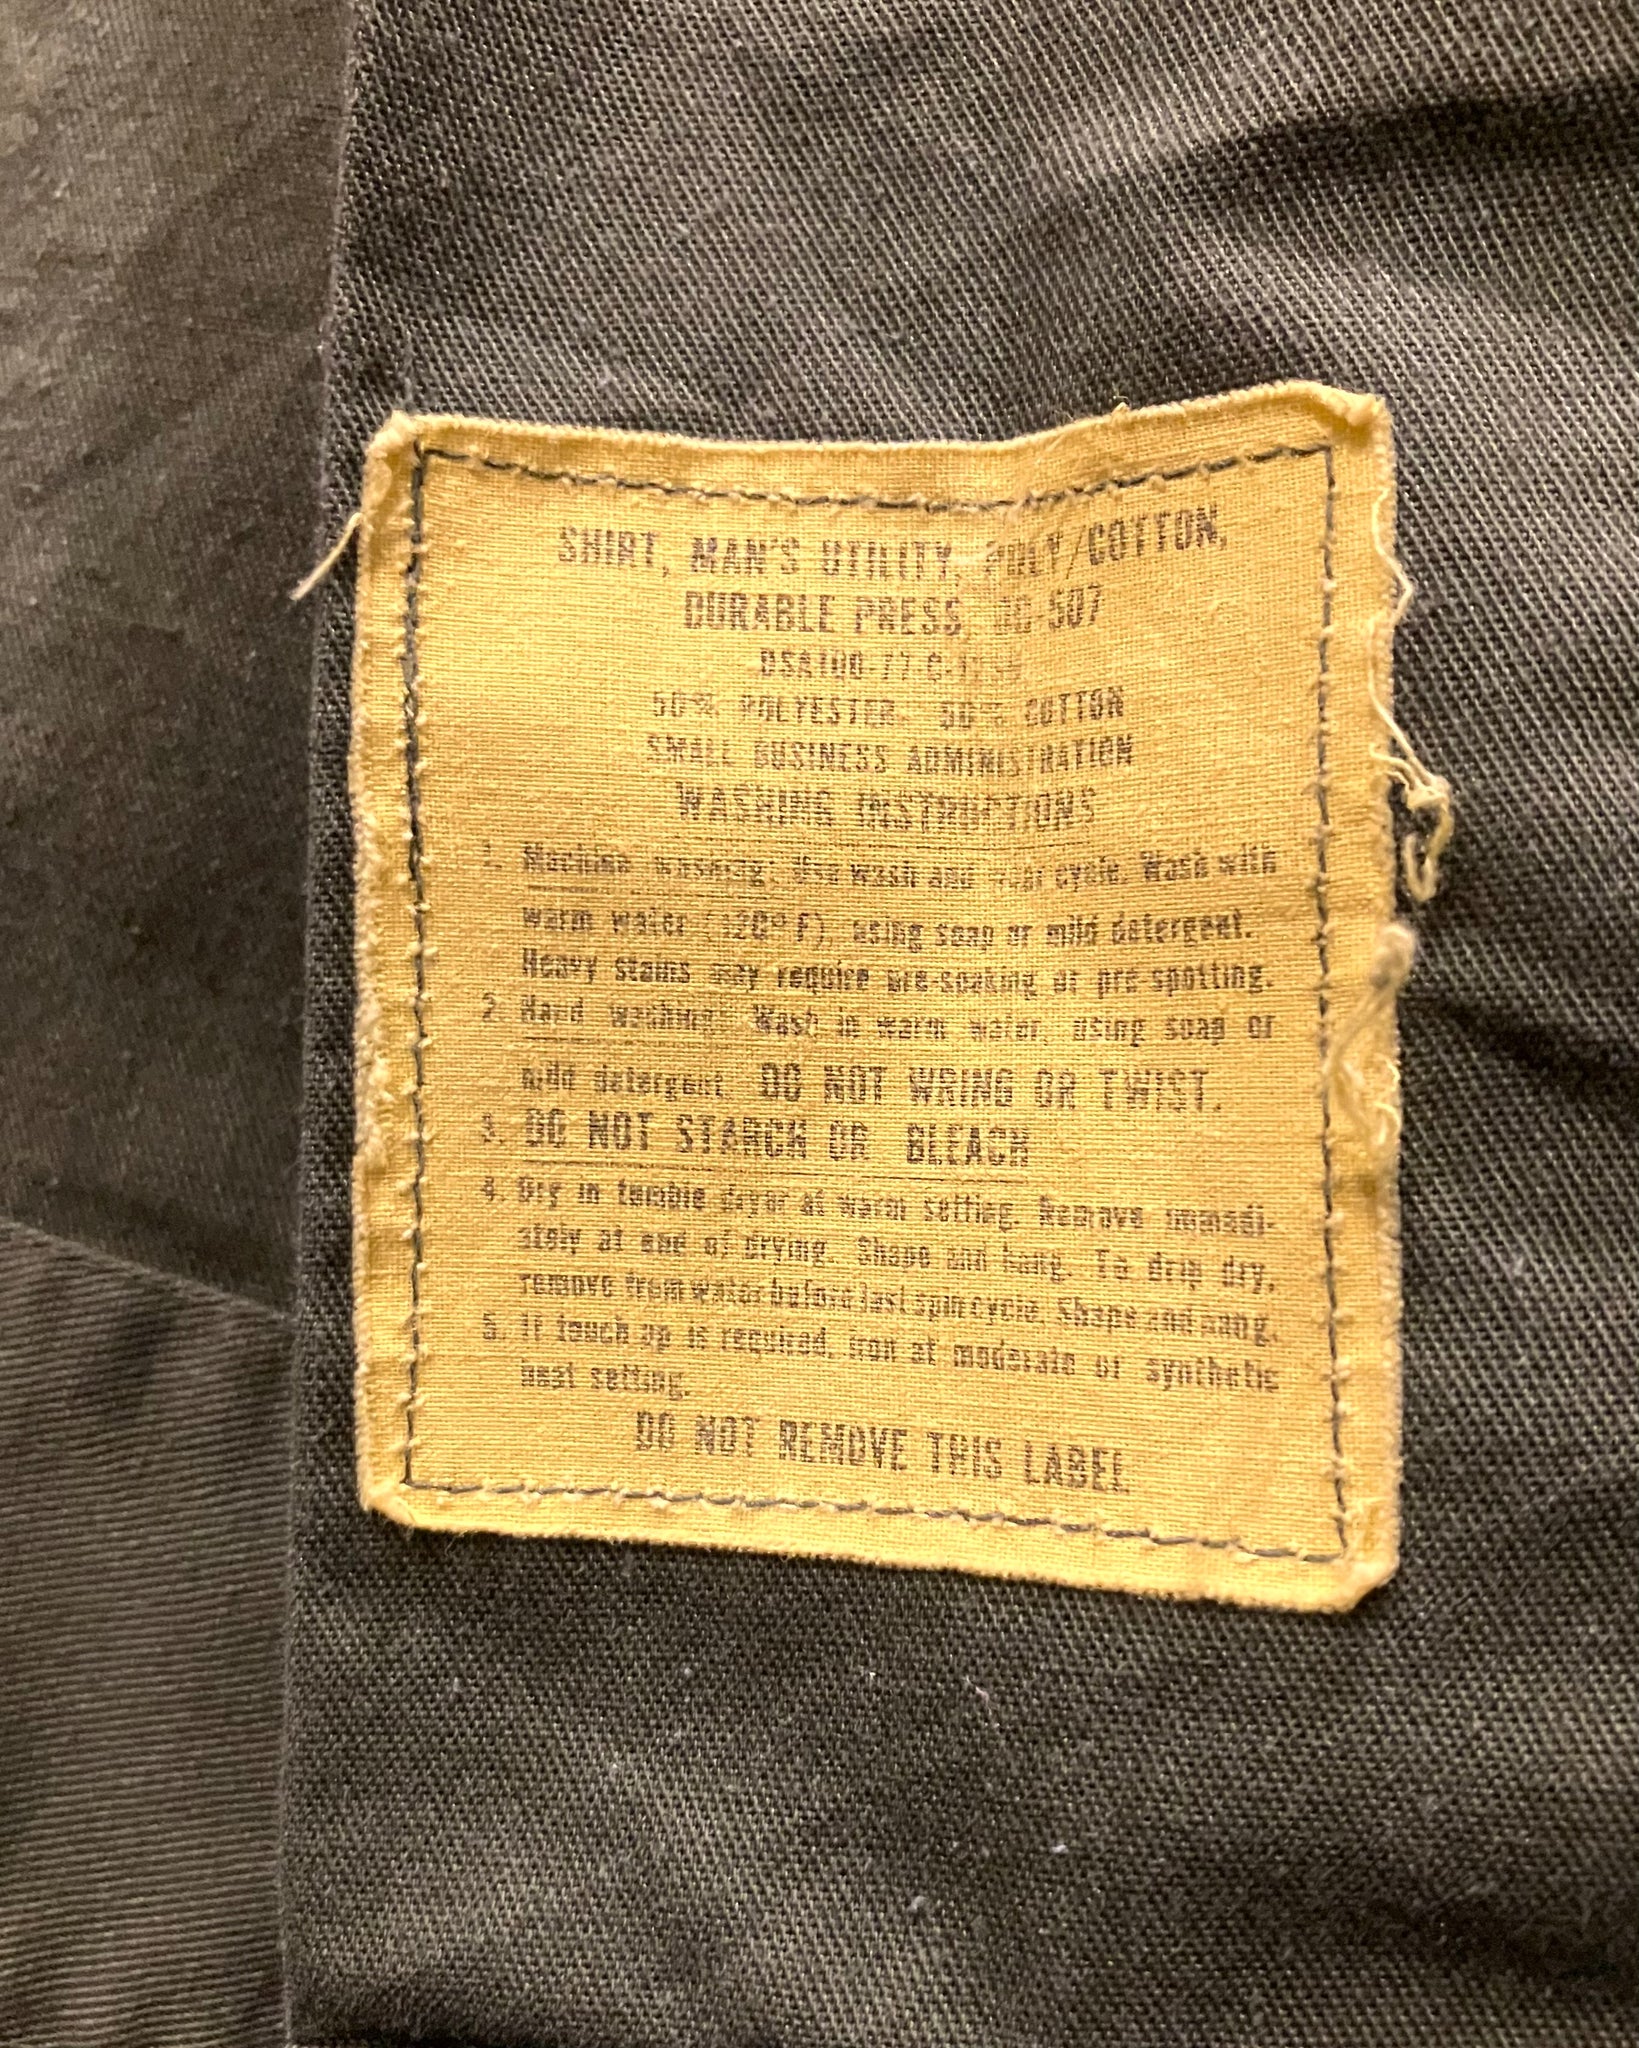 SHIRT, MAN'S UTILITY, POLY/COTTON,
DURABLE PRESS, OG-507
DSA100-77-C-
50% POLYESTER, 50% COTTON
SMALL BUSINESS ADMINISTRATION
WASHING INSTRUCTIONS
1. Machine washing: Use wash and wear cycle. Wash with
warm water (120° F), using soap or mild detergent.
Heavy stains may require pre-soaking or pre-spotting.
2. Hand washing: Wash in warm water, using soap or
mild detergent. DO NOT WRING OR TWIST.
3. DO NOT STARCH OR BLEACH
4. Dry in tumble dryer at warm setting. Remove immedi-
ately at end of drying. Shape and hang. To drip dry,
remove from water before last spin cycle. Shape and hang.
5. If touch up is required, iron at moderate or synthetic
heat setting.
DO NOT REMOVE THIS LABEL